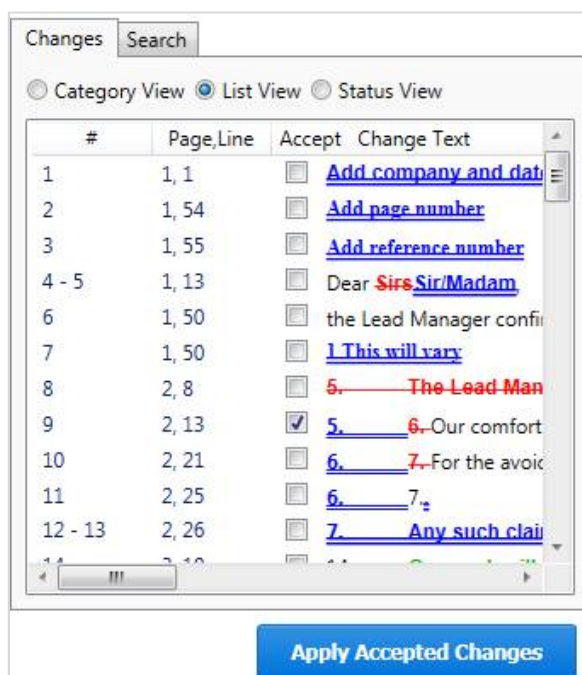 Changes Search
Category View List View Status View
# Page,Line Accept Change Text
1 1, 1 Add company and dat
2 1, 54 Add page number
3 1, 55 Add reference number
4 - 5 1, 13 Dear Sirs Sir/Madam,
6 1, 50 the Lead Manager confi
7 1, 50 1 This will vary
8 2, 8 5. The Lead Man
9 2, 13 5. 6. Our comfort
10 2, 21 6. 7. For the avoid
11 2, 25 6. 7..
12 - 13 2, 26 7. Any such clai
Apply Accepted Changes